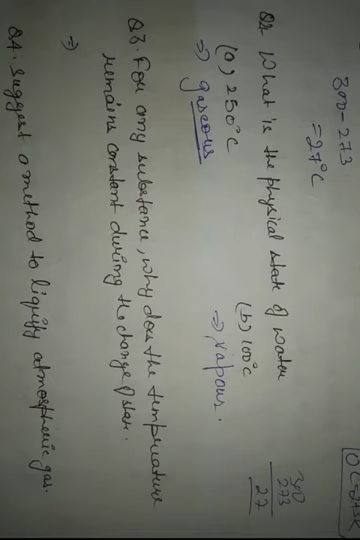 300-273
=27°C
Q2. What is the physical state of water
(a) 250°C (b) 100°C
⇒ gaseous ⇒ vapour.
Q3. For any substance, why does the temperature
remains constant during the change of state.
⇒
Q4. Suggest a method to liquify atmospheric gas.
300
273
27